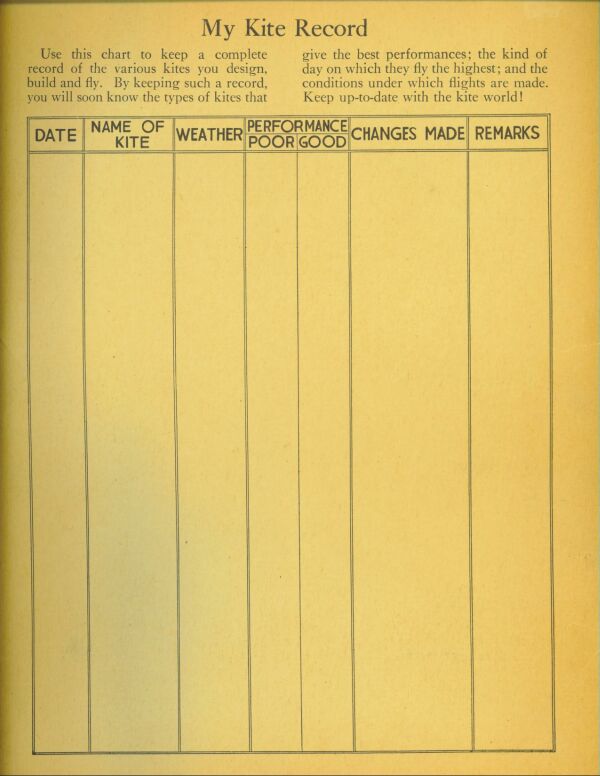 My Kite Record
Use this chart to keep a complete
record of the various kites you design,
build and fly. By keeping such a record,
you will soon know the types of kites that
give the best performances; the kind of
day on which they fly the highest; and the
conditions under which flights are made.
Keep up-to-date with the kite world!
DATE
NAME OF
KITE
WEATHER
PERFORMANCE
POOR
GOOD
CHANGES MADE
REMARKS